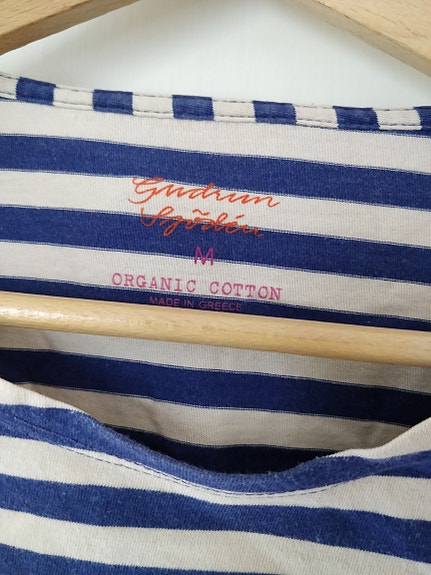 Gudrun
Sjödén
M
ORGANIC COTTON
MADE IN GREECE